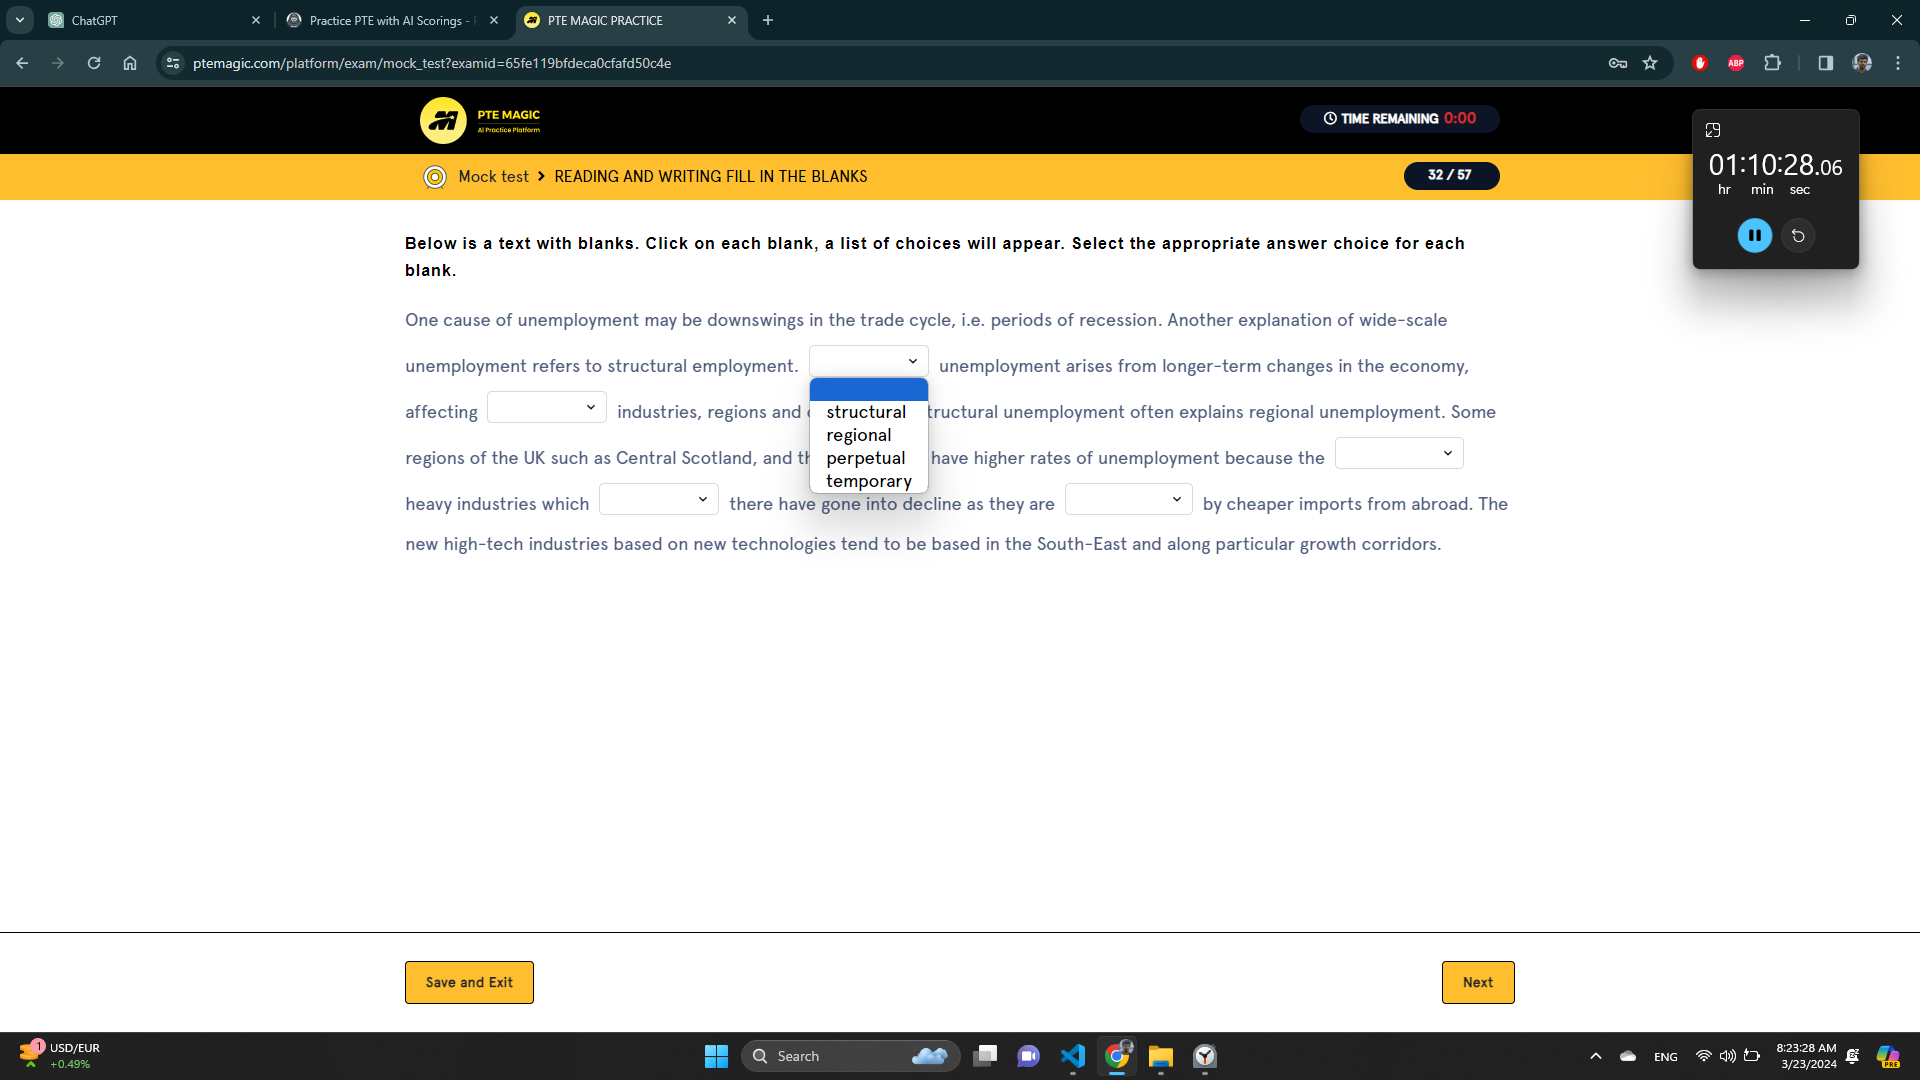 ChatGPT
Practice PTE with AI Scorings -
PTE MAGIC PRACTICE
ptemagic.com/platform/exam/mock_test?examid=65fe119bfdeca0cfafd50c4e
ABP
PTE MAGIC
AI Practice Platform
TIME REMAINING 0:00
01:10:28.06
hr min sec
Mock test > READING AND WRITING FILL IN THE BLANKS
32 / 57
Below is a text with blanks. Click on each blank, a list of choices will appear. Select the appropriate answer choice for each
blank.
One cause of unemployment may be downswings in the trade cycle, i.e. periods of recession. Another explanation of wide-scale
unemployment refers to structural employment. unemployment arises from longer-term changes in the economy,
affecting industries, regions and structural unemployment often explains regional unemployment. Some
regions of the UK such as Central Scotland, and have higher rates of unemployment because the
heavy industries which there have gone into decline as they are by cheaper imports from abroad. The
new high-tech industries based on new technologies tend to be based in the South-East and along particular growth corridors.
structural
regional
perpetual
temporary
Save and Exit
Next
1
USD/EUR
+0.49%
Search
ENG
8:23:28 AM
3/23/2024
PRE